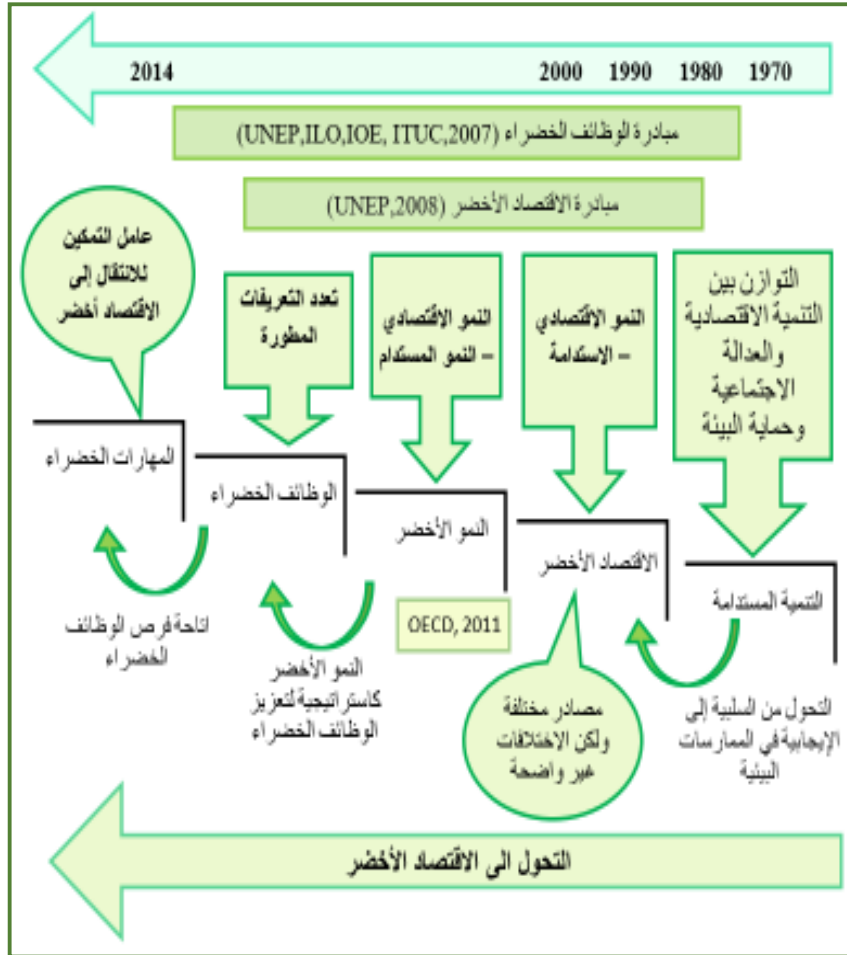 1970 1980 1990 2000 2014
مبادرة الوظائف الخضراء (UNEP,ILO,IOE, ITUC,2007)
مبادرة الاقتصاد الأخضر (UNEP,2008)
التوازن بين
التنمية الاقتصادية
والعدالة
الاجتماعية
وحماية البيئة
النمو الاقتصادي
– الاستدامة
النمو الاقتصادي
– النمو المستدام
تعدد التعريفات
المطورة
عامل التمكين
للانتقال إلى
الاقتصاد أخضر
التنمية المستدامة
الاقتصاد الأخضر
النمو الأخضر
الوظائف الخضراء
المهارات الخضراء
التحول من السلبية إلى
الإيجابية في الممارسات
البيئية
مصادر مختلفة
ولكن الاختلافات
غير واضحة
OECD, 2011
النمو الأخضر
كاستراتيجية لتعزيز
الوظائف الخضراء
اتاحة فرص الوظائف
الخضراء
التحول الى الاقتصاد الأخضر